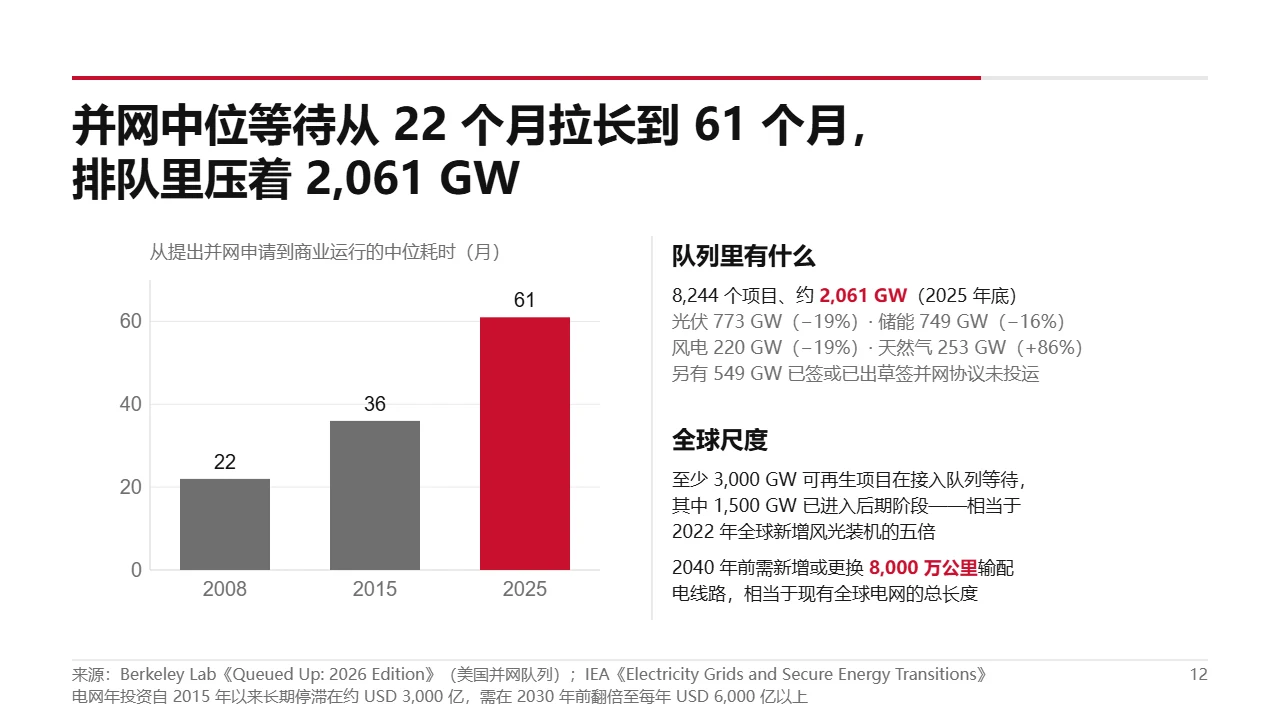 并网中位等待从 22 个月拉长到 61 个月，
排队里压着 2,061 GW
从提出并网申请到商业运行的中位耗时（月）
60
40
20
0
22
36
61
2008
2015
2025
队列里有什么
8,244 个项目、约 2,061 GW（2025 年底）
光伏 773 GW（−19%）· 储能 749 GW（−16%）
风电 220 GW（−19%）· 天然气 253 GW（+86%）
另有 549 GW 已签或已出草签并网协议未投运
全球尺度
至少 3,000 GW 可再生项目在接入队列等待，
其中 1,500 GW 已进入后期阶段——相当于
2022 年全球新增风光装机的五倍
2040 年前需新增或更换 8,000 万公里输配
电线路，相当于现有全球电网的总长度
来源：Berkeley Lab《Queued Up: 2026 Edition》（美国并网队列）；IEA《Electricity Grids and Secure Energy Transitions》
电网年投资自 2015 年以来长期停滞在约 USD 3,000 亿，需在 2030 年前翻倍至每年 USD 6,000 亿以上
12